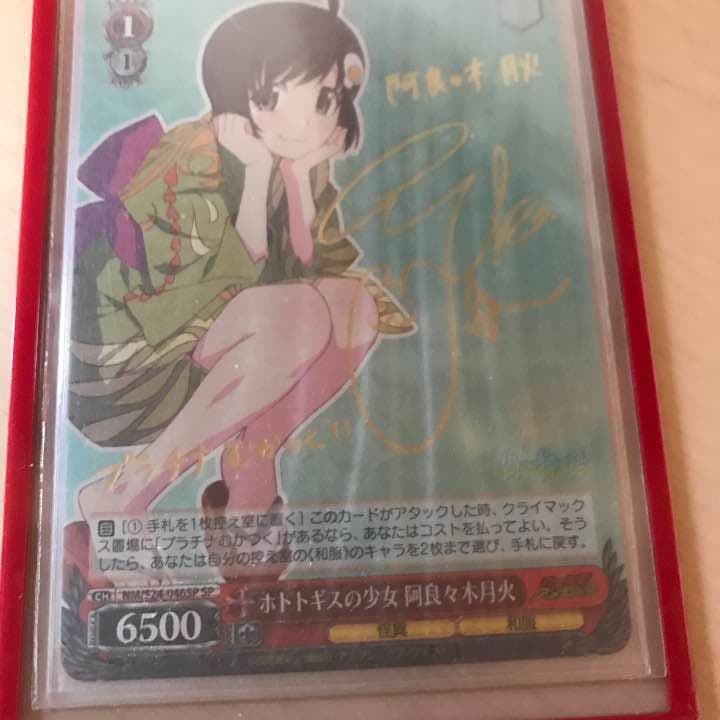 1
1
阿良々木 月火
プラチナむかつく!!
自 [① 手札を1枚控え室に置く] このカードがアタックした時、クライマック
ス置場に「プラチナむかつく」があるなら、あなたはコストを払ってよい。そう
したら、あなたは自分の控え室の《和服》のキャラを2枚まで選び、手札に戻す。
CH NM/S24-046SP SP
ホトトギスの少女 阿良々木月火
6500
怪異
和服